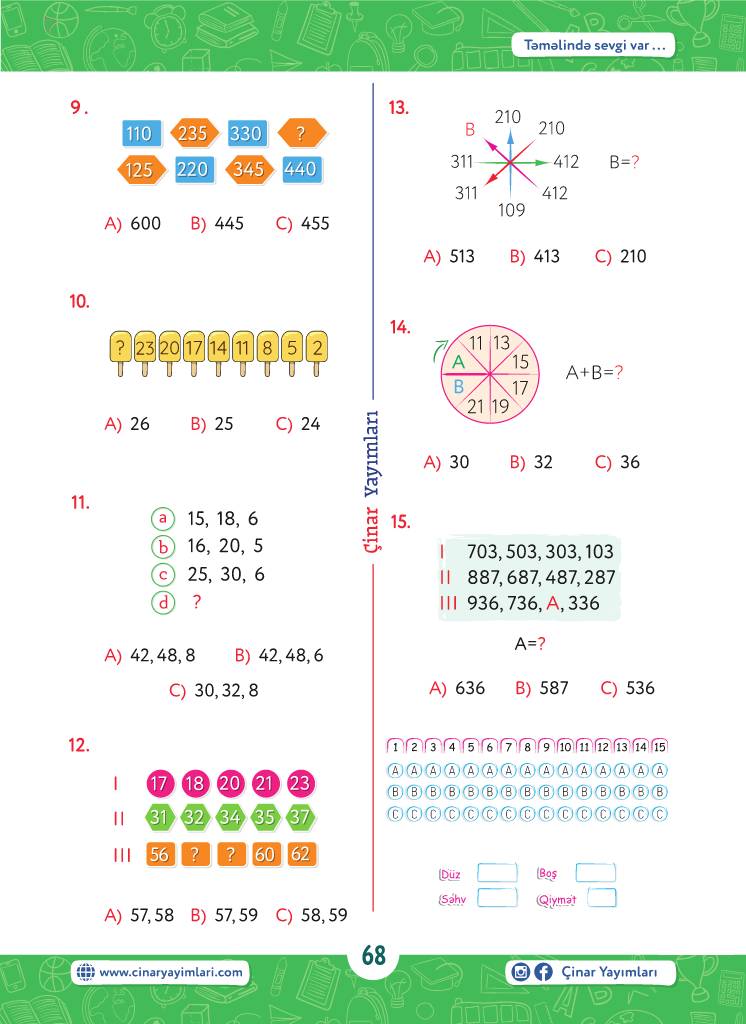 Təməlində sevgi var ...
9.
110 235 330 ?
125 220 345 440
A) 600 B) 445 C) 455
10.
? 23 20 17 14 11 8 5 2
A) 26 B) 25 C) 24
11.
a 15, 18, 6
b 16, 20, 5
c 25, 30, 6
d ?
A) 42, 48, 8 B) 42, 48, 6
C) 30, 32, 8
12.
I 17 18 20 21 23
II 31 32 34 35 37
III 56 ? ? 60 62
A) 57, 58 B) 57, 59 C) 58, 59
Çinar Yayımları
13.
210
B 210
311 412 B=?
311 412
109
A) 513 B) 413 C) 210
14.
11 13
A 15
B 17
21 19
A+B=?
A) 30 B) 32 C) 36
15.
I 703, 503, 303, 103
II 887, 687, 487, 287
III 936, 736, A, 336
A=?
A) 636 B) 587 C) 536
1 2 3 4 5 6 7 8 9 10 11 12 13 14 15
A A A A A A A A A A A A A A A
B B B B B B B B B B B B B B B
C C C C C C C C C C C C C C C
Düz Boş
Səhv Qiymət
68
www.cinaryayimlari.com
Çinar Yayımları